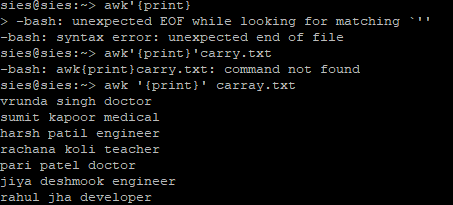 sies@sies:~> awk'{print}
> -bash: unexpected EOF while looking for matching `''
-bash: syntax error: unexpected end of file
sies@sies:~> awk'{print}'carry.txt
-bash: awk{print}carry.txt: command not found
sies@sies:~> awk '{print}' carray.txt
vrunda singh doctor
sumit kapoor medical
harsh patil engineer
rachana koli teacher
pari patel doctor
jiya deshmook engineer
rahul jha developer